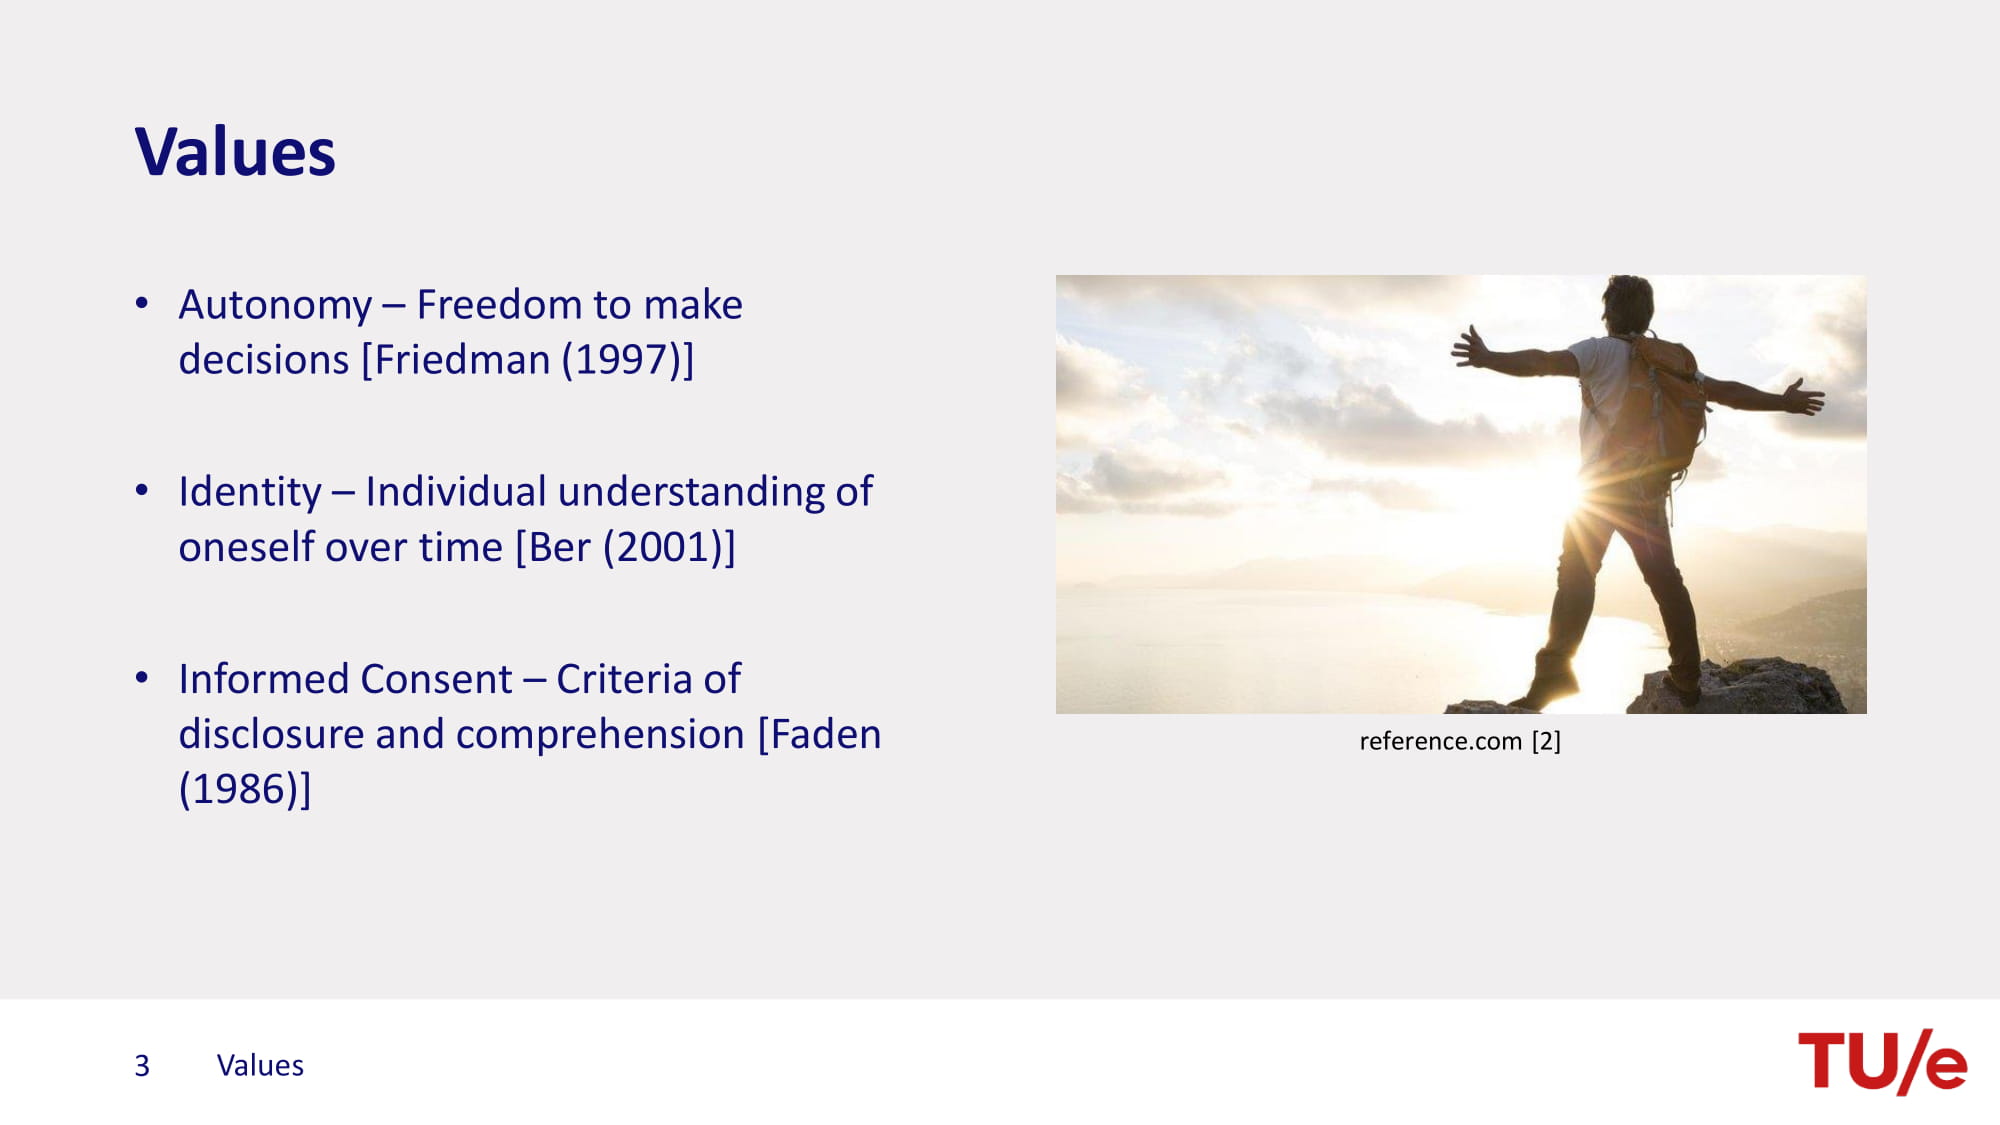 Values
• Autonomy – Freedom to make
decisions [Friedman (1997)]
• Identity – Individual understanding of
oneself over time [Ber (2001)]
• Informed Consent – Criteria of
disclosure and comprehension [Faden
(1986)]
reference.com [2]
3 Values
TU/e